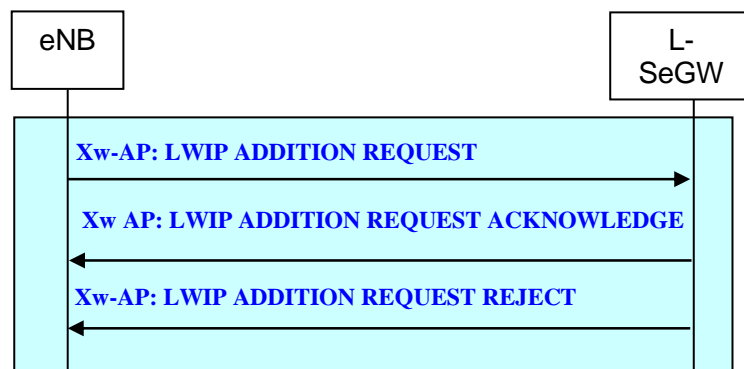 eNB
L-
SeGW
Xw-AP: LWIP ADDITION REQUEST
Xw AP: LWIP ADDITION REQUEST ACKNOWLEDGE
Xw-AP: LWIP ADDITION REQUEST REJECT